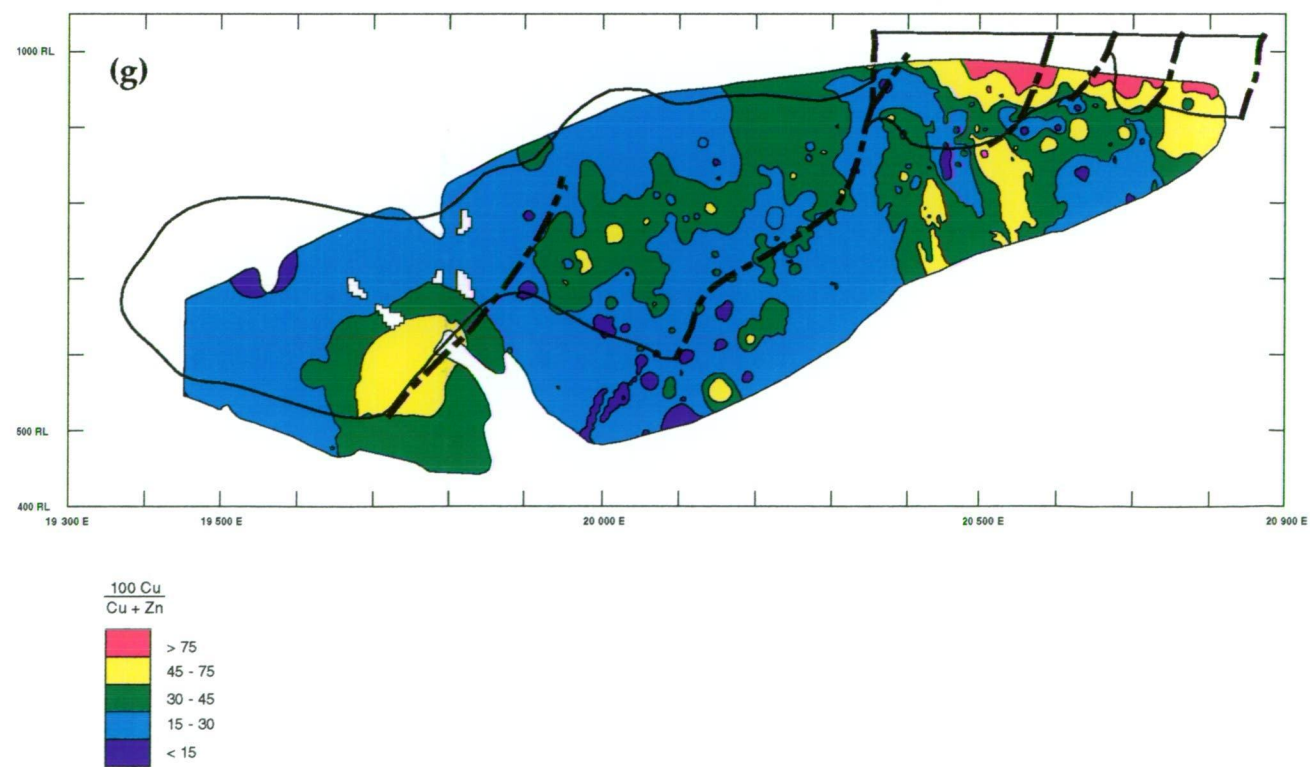 (g)
1000 RL
500 RL
400 RL
19 300 E
19 500 E
20 000 E
20 500 E
20 900 E
100 Cu
Cu + Zn
> 75
45 - 75
30 - 45
15 - 30
< 15